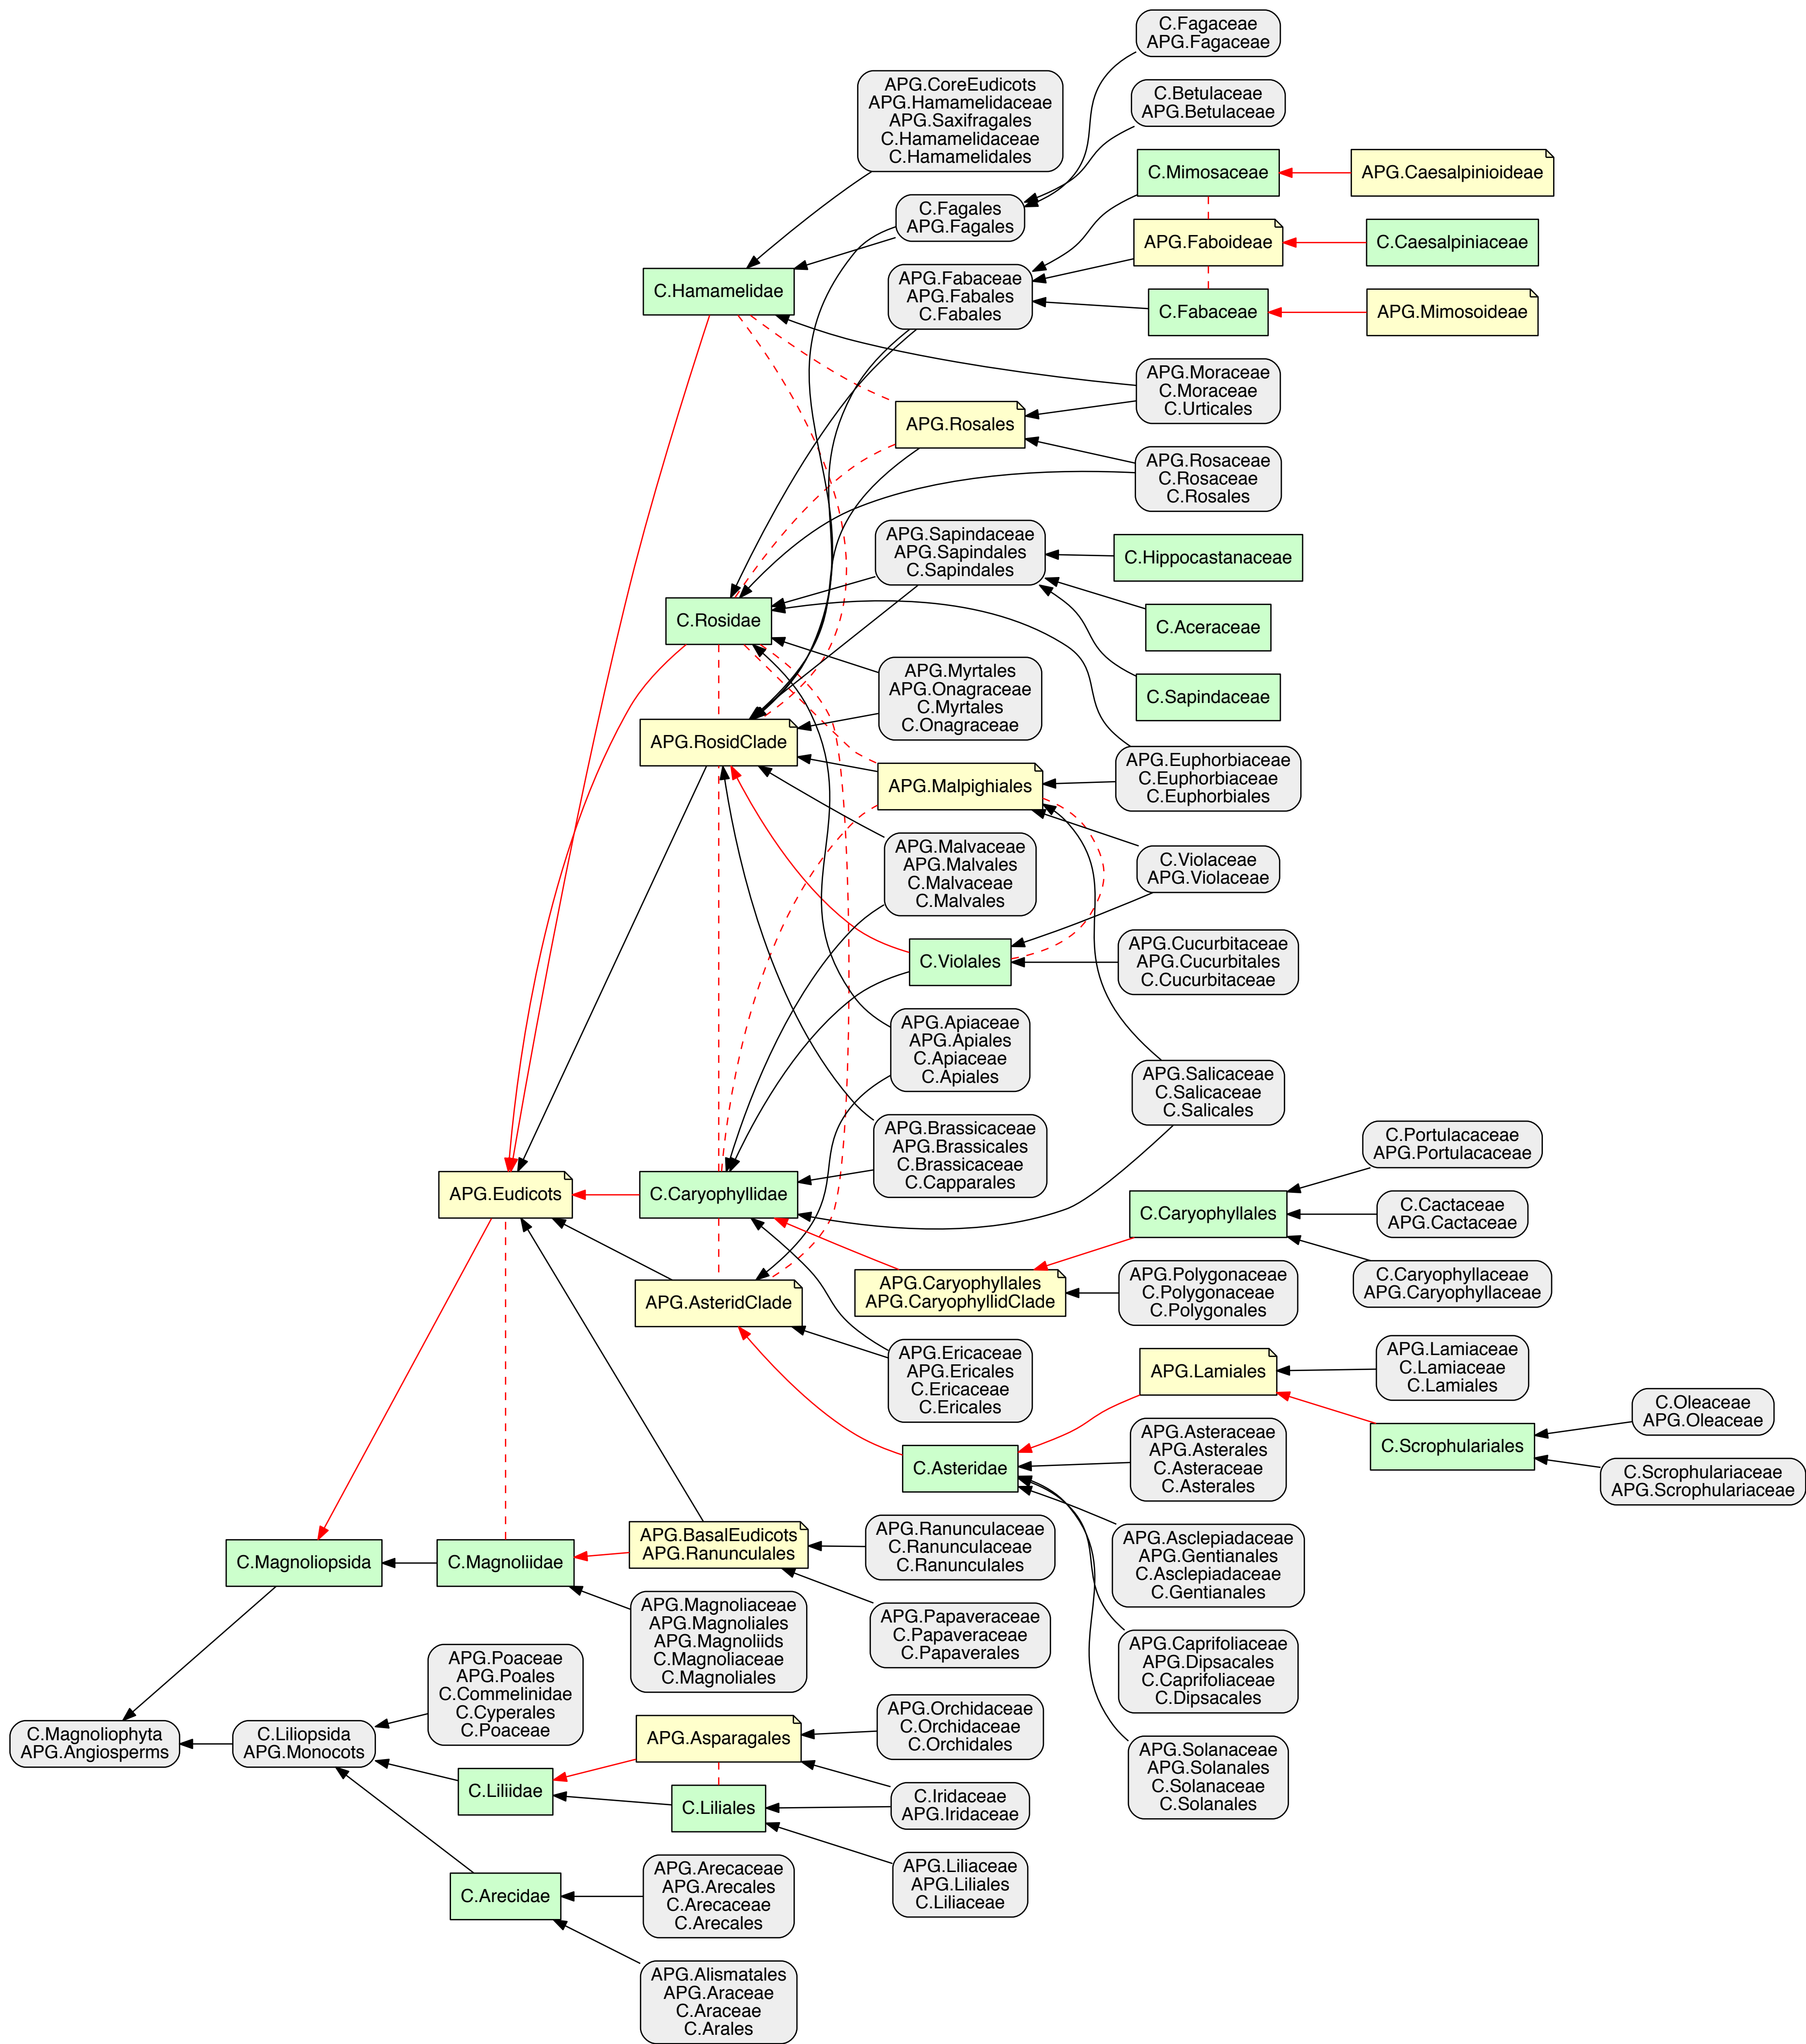 C.Fagaceae
APG.Fagaceae
APG.CoreEudicots
APG.Hamamelidaceae
APG.Saxifragales
C.Hamamelidaceae
C.Hamamelidales
C.Betulaceae
APG.Betulaceae
C.Mimosaceae
APG.Caesalpinioideae
C.Fagales
APG.Fagales
APG.Faboideae
C.Caesalpiniaceae
C.Hamamelidae
APG.Fabaceae
APG.Fabales
C.Fabales
C.Fabaceae
APG.Mimosoideae
APG.Moraceae
C.Moraceae
C.Urticales
APG.Rosales
APG.Rosaceae
C.Rosaceae
C.Rosales
APG.Sapindaceae
APG.Sapindales
C.Sapindales
C.Hippocastanaceae
C.Rosidae
C.Aceraceae
APG.Myrtales
APG.Onagraceae
C.Myrtales
C.Onagraceae
C.Sapindaceae
APG.RosidClade
APG.Malpighiales
APG.Euphorbiaceae
C.Euphorbiaceae
C.Euphorbiales
APG.Malvaceae
APG.Malvales
C.Malvaceae
C.Malvales
C.Violaceae
APG.Violaceae
C.Violales
APG.Cucurbitaceae
APG.Cucurbitales
C.Cucurbitaceae
APG.Apiaceae
APG.Apiales
C.Apiaceae
C.Apiales
APG.Salicaceae
C.Salicaceae
C.Salicales
APG.Brassicaceae
APG.Brassicales
C.Brassicaceae
C.Capparales
C.Portulacaceae
APG.Portulacaceae
APG.Eudicots
C.Caryophyllidae
C.Caryophyllales
C.Cactaceae
APG.Cactaceae
APG.AsteridClade
APG.Caryophyllales
APG.CaryophyllidClade
APG.Polygonaceae
C.Polygonaceae
C.Polygonales
C.Caryophyllaceae
APG.Caryophyllaceae
APG.Ericaceae
APG.Ericales
C.Ericaceae
C.Ericales
APG.Lamiales
APG.Lamiaceae
C.Lamiaceae
C.Lamiales
C.Oleaceae
APG.Oleaceae
C.Asteridae
APG.Asteraceae
APG.Asterales
C.Asteraceae
C.Asterales
C.Scrophulariales
C.Scrophulariaceae
APG.Scrophulariaceae
C.Magnoliopsida
C.Magnoliidae
APG.BasalEudicots
APG.Ranunculales
APG.Ranunculaceae
C.Ranunculaceae
C.Ranunculales
APG.Asclepiadaceae
APG.Gentianales
C.Asclepiadaceae
C.Gentianales
APG.Magnoliaceae
APG.Magnoliales
APG.Magnoliids
C.Magnoliaceae
C.Magnoliales
APG.Papaveraceae
C.Papaveraceae
C.Papaverales
APG.Caprifoliaceae
APG.Dipsacales
C.Caprifoliaceae
C.Dipsacales
APG.Poaceae
APG.Poales
C.Commelinidae
C.Cyperales
C.Poaceae
C.Magnoliophyta
APG.Angiosperms
C.Liliopsida
APG.Monocots
APG.Asparagales
APG.Orchidaceae
C.Orchidaceae
C.Orchidales
C.Liliidae
C.Liliales
C.Iridaceae
APG.Iridaceae
APG.Solanaceae
APG.Solanales
C.Solanaceae
C.Solanales
C.Arecidae
APG.Arecaceae
APG.Arecales
C.Arecaceae
C.Arecales
APG.Liliaceae
APG.Liliales
C.Liliaceae
APG.Alismatales
APG.Araceae
C.Araceae
C.Arales